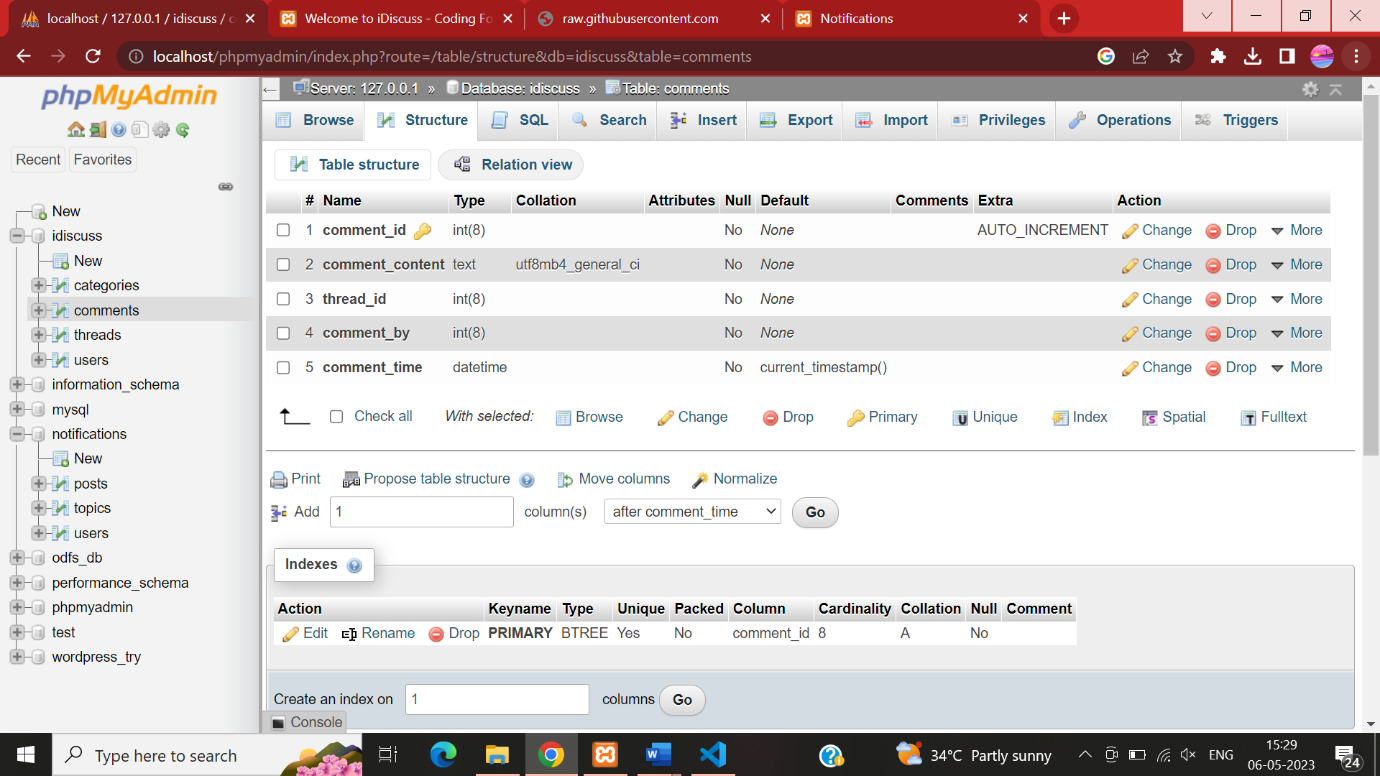 localhost / 127.0.0.1 / idiscuss / c
Welcome to iDiscuss - Coding Fo
raw.githubusercontent.com
Notifications
localhost/phpmyadmin/index.php?route=/table/structure&db=idiscuss&table=comments
phpMyAdmin
Recent Favorites
New
idiscuss
New
categories
comments
threads
users
information_schema
mysql
notifications
New
posts
topics
users
odfs_db
performance_schema
phpmyadmin
test
wordpress_try
Server: 127.0.0.1 » Database: idiscuss » Table: comments
Browse Structure SQL Search Insert Export Import Privileges Operations Triggers
Table structure Relation view
# Name Type Collation Attributes Null Default Comments Extra Action
1 comment_id int(8) No None AUTO_INCREMENT Change Drop More
2 comment_content text utf8mb4_general_ci No None Change Drop More
3 thread_id int(8) No None Change Drop More
4 comment_by int(8) No None Change Drop More
5 comment_time datetime No current_timestamp() Change Drop More
Check all With selected: Browse Change Drop Primary Unique Index Spatial Fulltext
Print Propose table structure Move columns Normalize
Add 1 column(s) after comment_time Go
Indexes
Action Keyname Type Unique Packed Column Cardinality Collation Null Comment
Edit Rename Drop PRIMARY BTREE Yes No comment_id 8 A No
Create an index on 1 columns Go
Console
Type here to search
34°C Partly sunny
ENG
15:29
06-05-2023
24